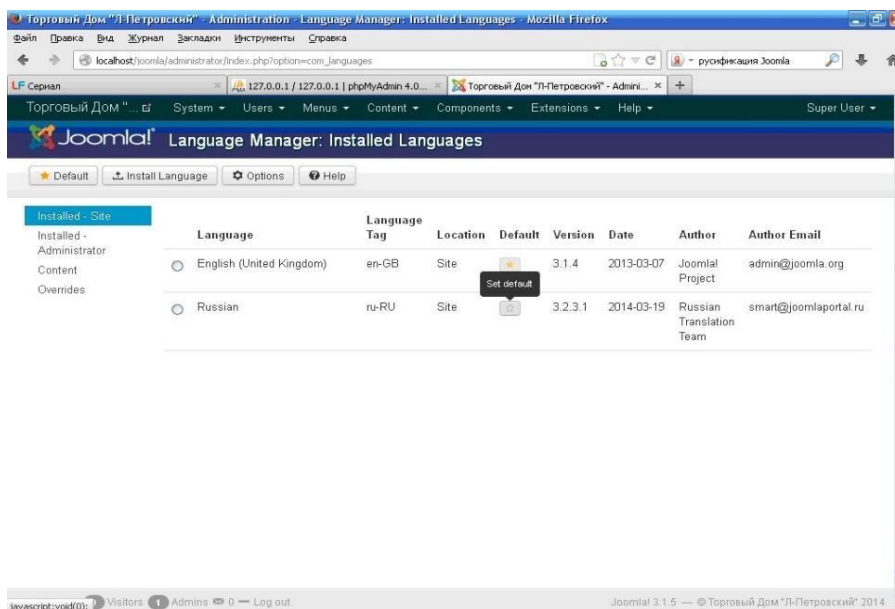 Торговый Дом "Л-Петровский" - Administration - Language Manager: Installed Languages - Mozilla Firefox
Файл Правка Вид Журнал Закладки Инструменты Справка
localhost/joomla/administrator/index.php?option=com_languages
русификация Joomla
LF Сериал
127.0.0.1 / 127.0.0.1 | phpMyAdmin 4.0...
Торговый Дом "Л-Петровский" - Admini...
Торговый Дом "... System Users Menus Content Components Extensions Help Super User
Joomla! Language Manager: Installed Languages
Default Install Language Options Help
Installed - Site
Installed - Administrator
Content
Overrides
Language Language Tag Location Default Version Date Author Author Email
English (United Kingdom) en-GB Site 3.1.4 2013-03-07 Joomla! Project admin@joomla.org
Set default
Russian ru-RU Site 3.2.3.1 2014-03-19 Russian Translation Team smart@joomlaportal.ru
javascript:void(0); Visitors 1 Admins 0 — Log out
Joomla! 3.1.5 — © Торговый Дом "Л-Петровский" 2014